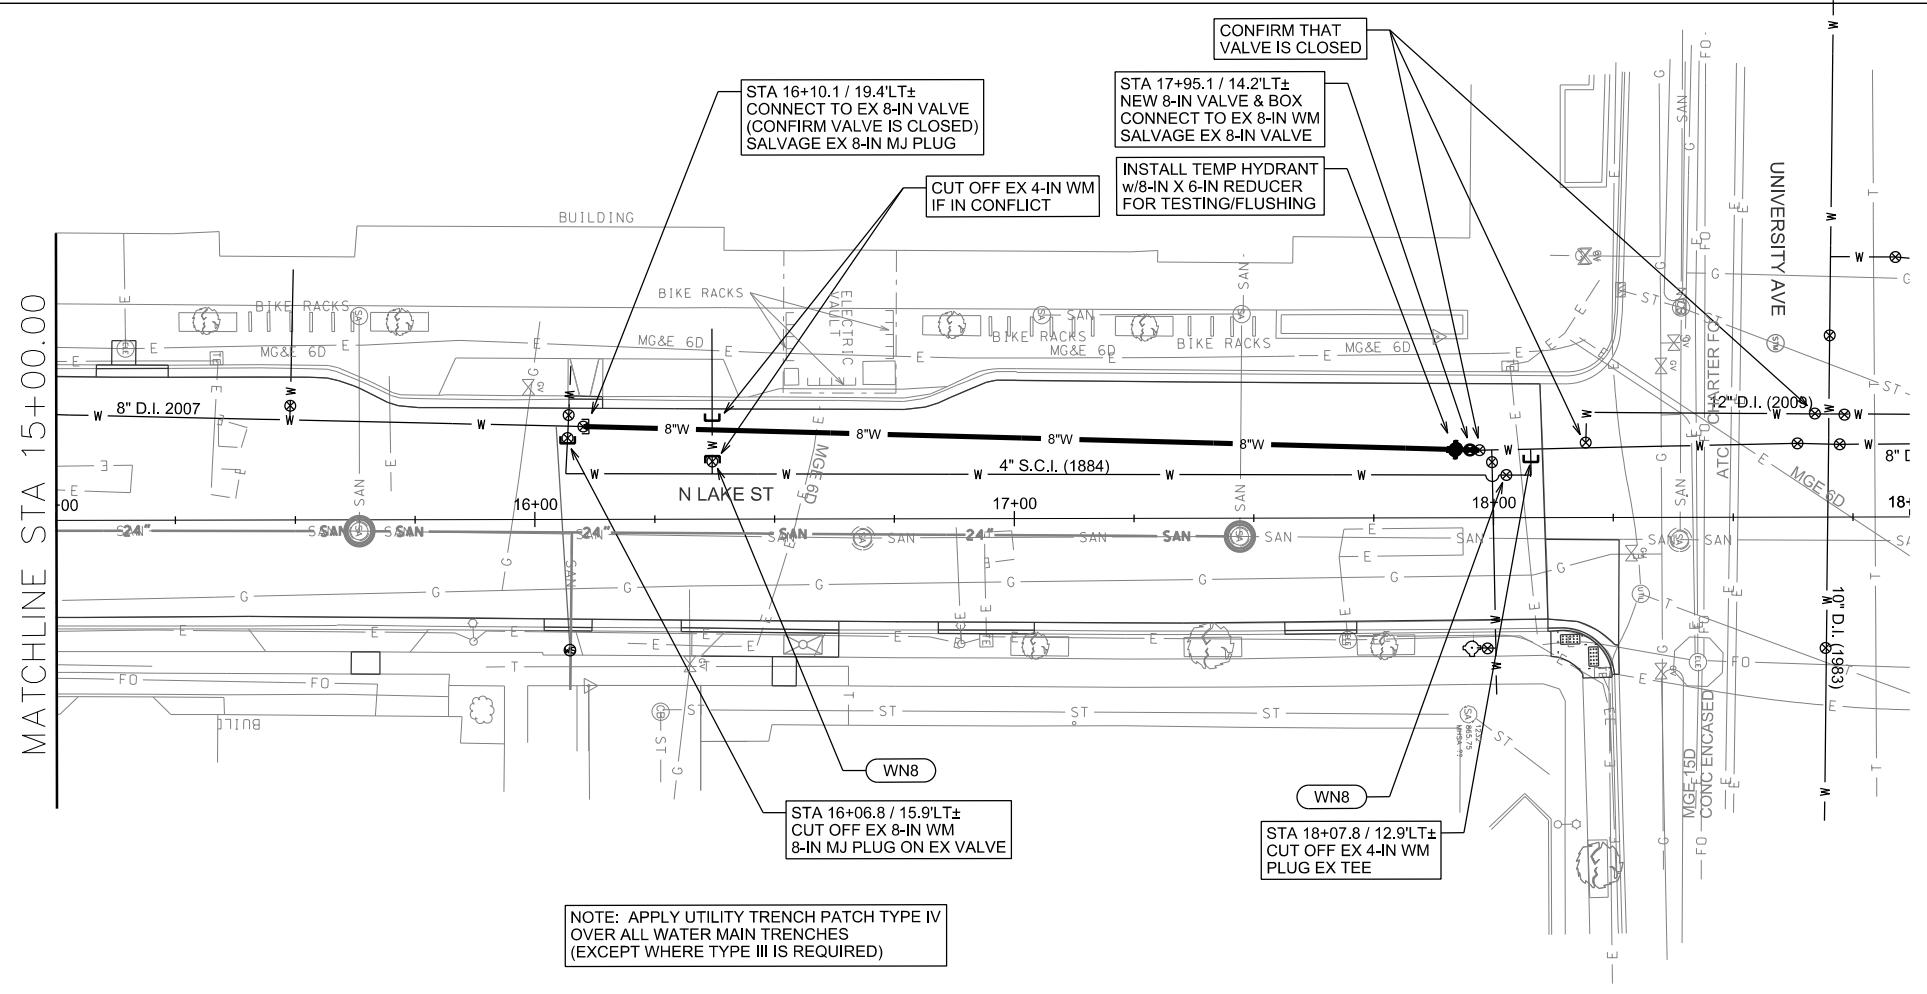 CONFIRM THAT
VALVE IS CLOSED
STA 16+10.1 / 19.4'LT±
CONNECT TO EX 8-IN VALVE
(CONFIRM VALVE IS CLOSED)
SALVAGE EX 8-IN MJ PLUG
STA 17+95.1 / 14.2'LT±
NEW 8-IN VALVE & BOX
CONNECT TO EX 8-IN WM
SALVAGE EX 8-IN VALVE
CUT OFF EX 4-IN WM
IF IN CONFLICT
INSTALL TEMP HYDRANT
w/8-IN X 6-IN REDUCER
FOR TESTING/FLUSHING
BUILDING
UNIVERSITY AVE
MATCHLINE STA 15+00.00
BIKE RACKS
BIKE RACKS
ELECTRIC
VAULT
BIKE RACKS
BIKE RACKS
MG&E 6D
MG&E 6D
MG&E 6D
MG&E 6D
CHARTER FO
8" D.I. 2007
8"W
8"W
8"W
8"W
2" D.I. (2009)
4" S.C.I. (1884)
MGE 6D
MGE 6D
ATC
8" D
N LAKE ST
00
16+00
17+00
18+00
18+
24"
SAN
SAN
24"
SAN
24"
SAN
10" D.I. (1983)
BUILD
ST
ST
ST
ST
WN8
WN8
MGE-15D
CONC ENCASED
STA 16+06.8 / 15.9'LT±
CUT OFF EX 8-IN WM
8-IN MJ PLUG ON EX VALVE
STA 18+07.8 / 12.9'LT±
CUT OFF EX 4-IN WM
PLUG EX TEE
NOTE: APPLY UTILITY TRENCH PATCH TYPE IV
OVER ALL WATER MAIN TRENCHES
(EXCEPT WHERE TYPE III IS REQUIRED)